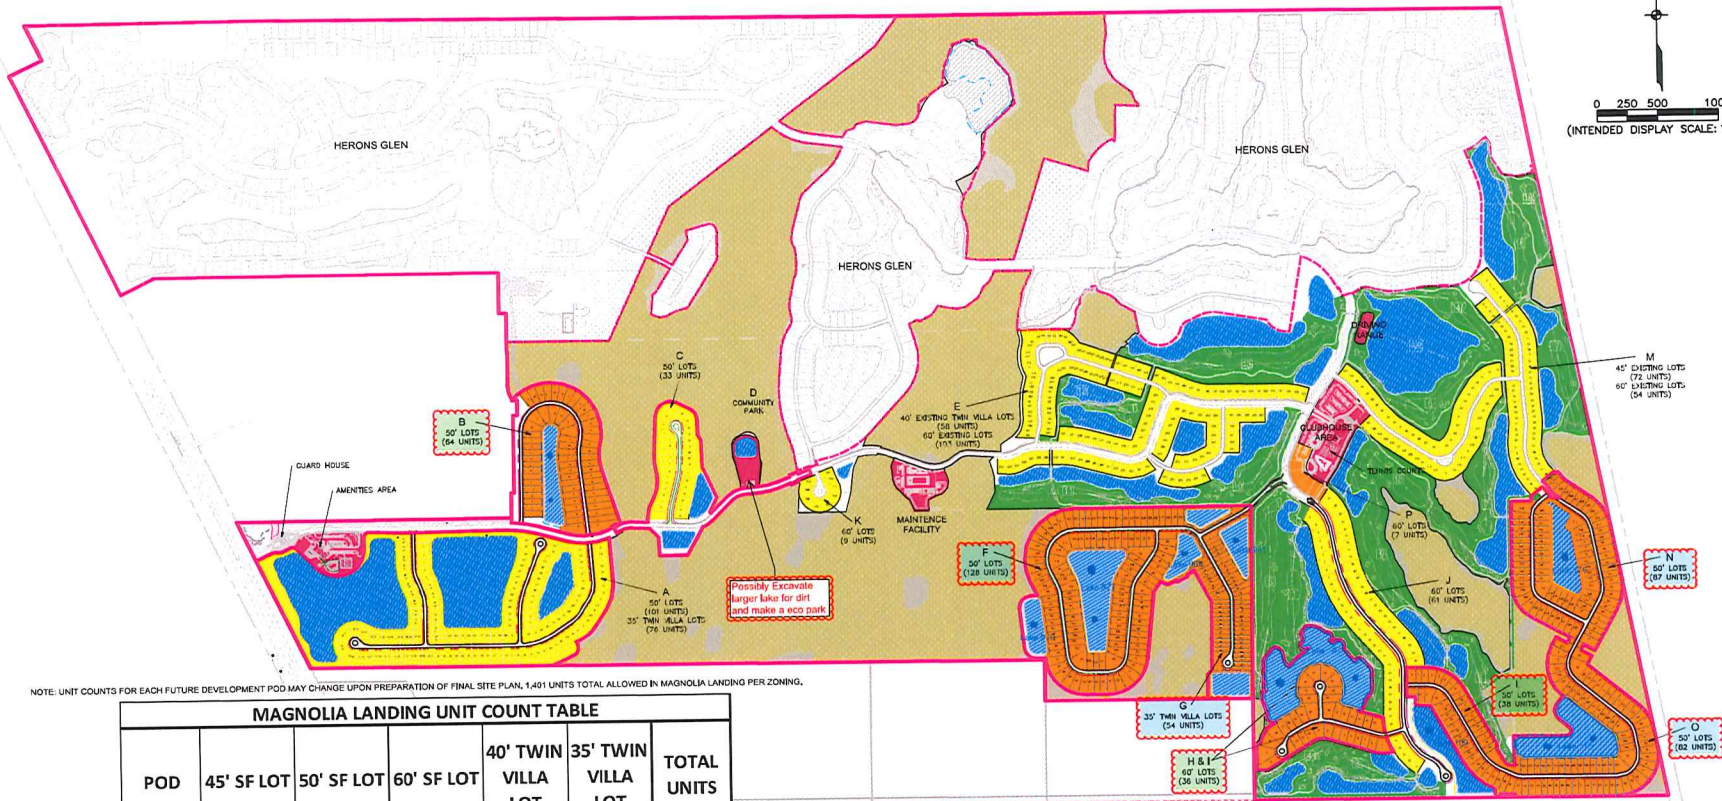 HERONS GLEN
HERONS GLEN
HERONS GLEN
0 250 500 100
(INTENDED DISPLAY SCALE:
DRIVING
RANGE
M
45' EXISTING LOTS
(72 UNITS)
60' EXISTING LOTS
(54 UNITS)
C
50' LOTS
(33 UNITS)
D
COMMUNITY
PARK
E
40' EXISTING TWIN VILLA LOTS
(58 UNITS)
60' EXISTING LOTS
(103 UNITS)
B
50' LOTS
(64 UNITS)
CLUBHOUSE
AREA
TENNIS COURTS
GUARD HOUSE
AMENITIES AREA
K
60' LOTS
(9 UNITS)
MAINTENCE
FACILITY
P
60' LOTS
(7 UNITS)
F
50' LOTS
(128 UNITS)
N
50' LOTS
(87 UNITS)
A
50' LOTS
(101 UNITS)
35' TWIN VILLA LOTS
(76 UNITS)
Possibly Excavate
larger lake for dirt
and make a eco park
J
60' LOTS
(61 UNITS)
L
50' LOTS
(38 UNITS)
G
35' TWIN VILLA LOTS
(54 UNITS)
O
50' LOTS
(82 UNITS)
H & I
60' LOTS
(36 UNITS)
NOTE: UNIT COUNTS FOR EACH FUTURE DEVELOPMENT POD MAY CHANGE UPON PREPARATION OF FINAL SITE PLAN, 1,401 UNITS TOTAL ALLOWED IN MAGNOLIA LANDING PER ZONING.
MAGNOLIA LANDING UNIT COUNT TABLE
POD 45' SF LOT 50' SF LOT 60' SF LOT 40' TWIN VILLA LOT 35' TWIN VILLA LOT TOTAL UNITS